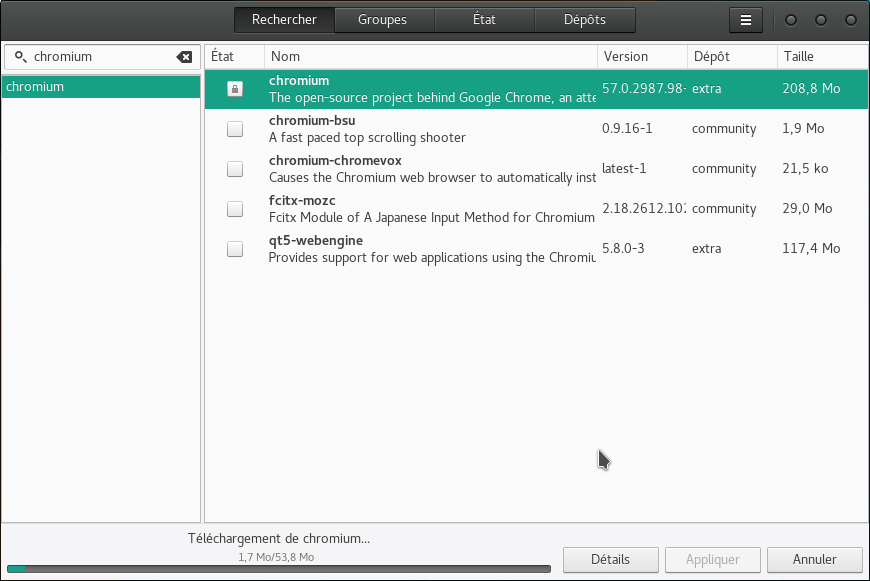 Rechercher Groupes État Dépôts
chromium
État Nom Version Dépôt Taille
chromium
chromium
The open-source project behind Google Chrome, an atte
57.0.2987.98- extra 208,8 Mo
chromium-bsu
A fast paced top scrolling shooter
0.9.16-1 community 1,9 Mo
chromium-chromevox
Causes the Chromium web browser to automatically inst
latest-1 community 21,5 ko
fcitx-mozc
Fcitx Module of A Japanese Input Method for Chromium
2.18.2612.102 community 29,0 Mo
qt5-webengine
Provides support for web applications using the Chromiu
5.8.0-3 extra 117,4 Mo
Téléchargement de chromium...
1,7 Mo/53,8 Mo
Détails Appliquer Annuler